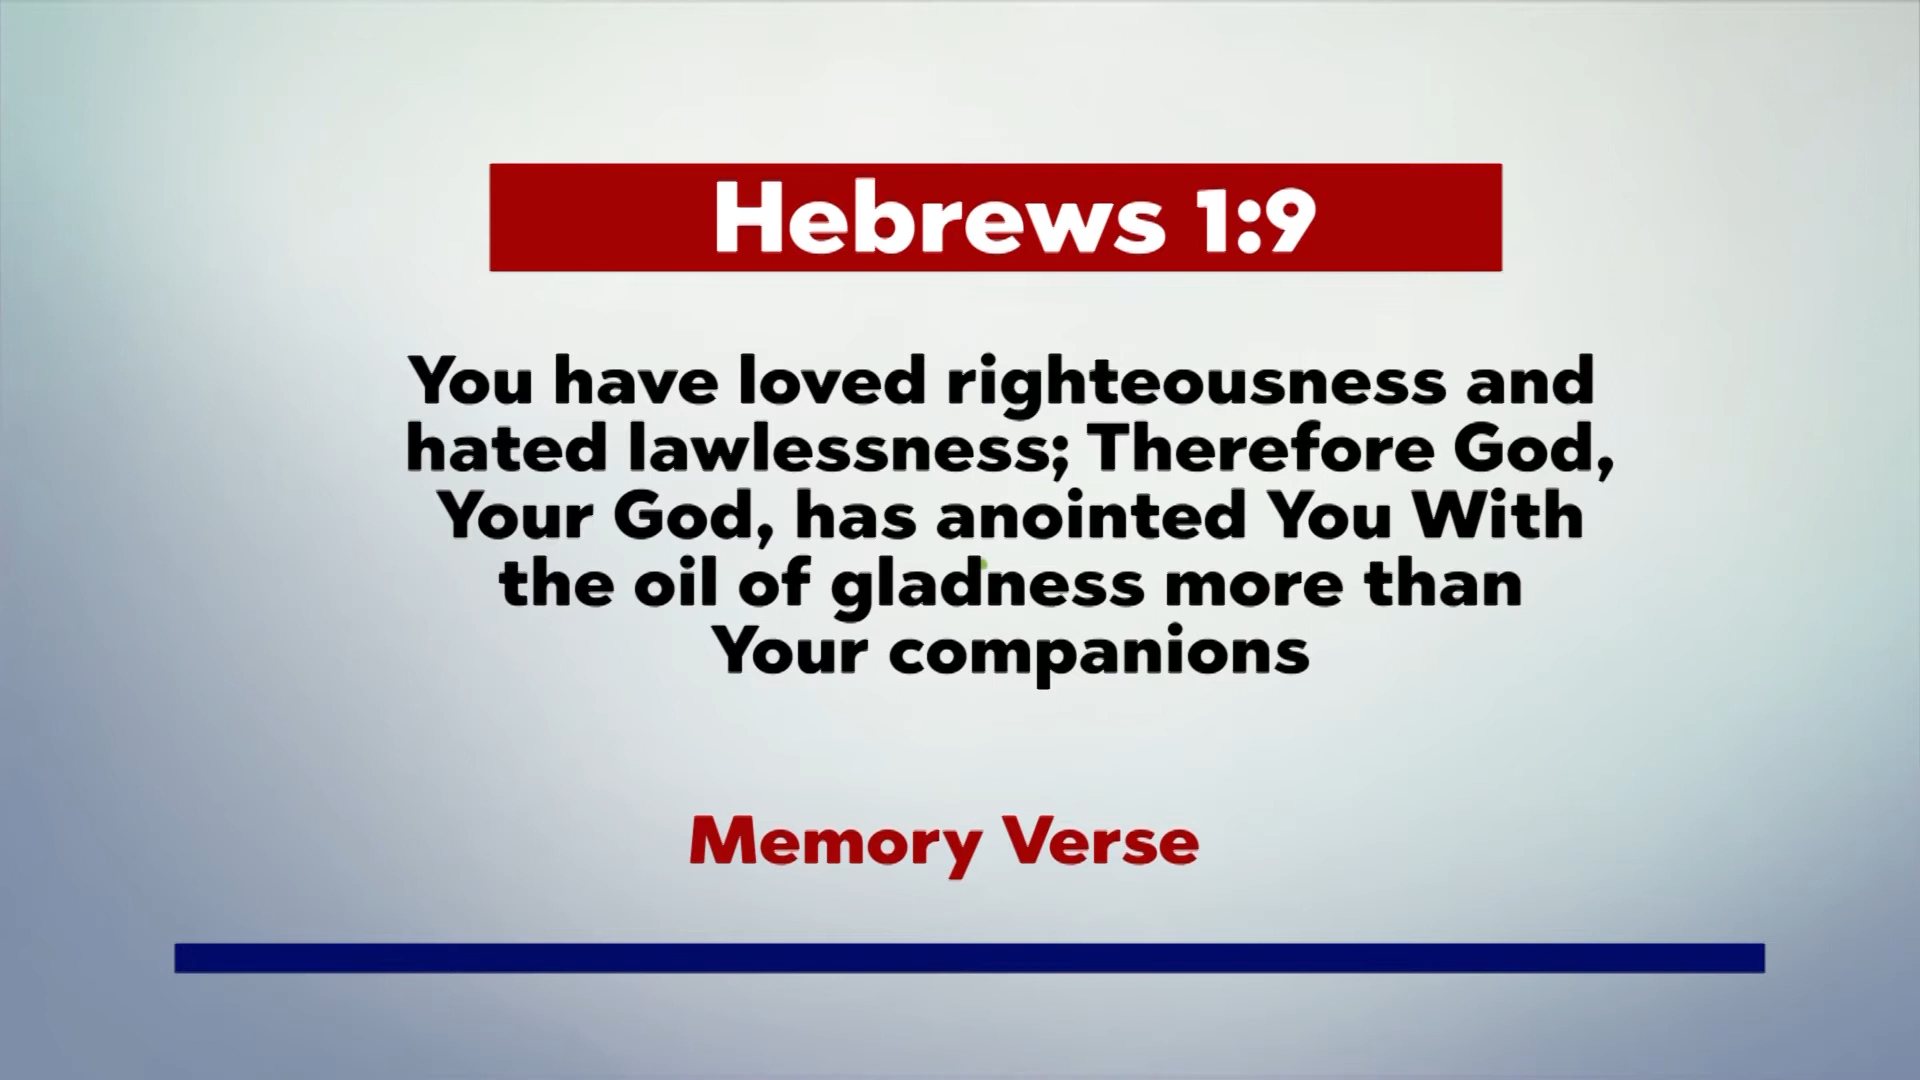 Hebrews 1:9
You have loved righteousness and
hated lawlessness; Therefore God,
Your God, has anointed You With
the oil of gladness more than
Your companions
Memory Verse